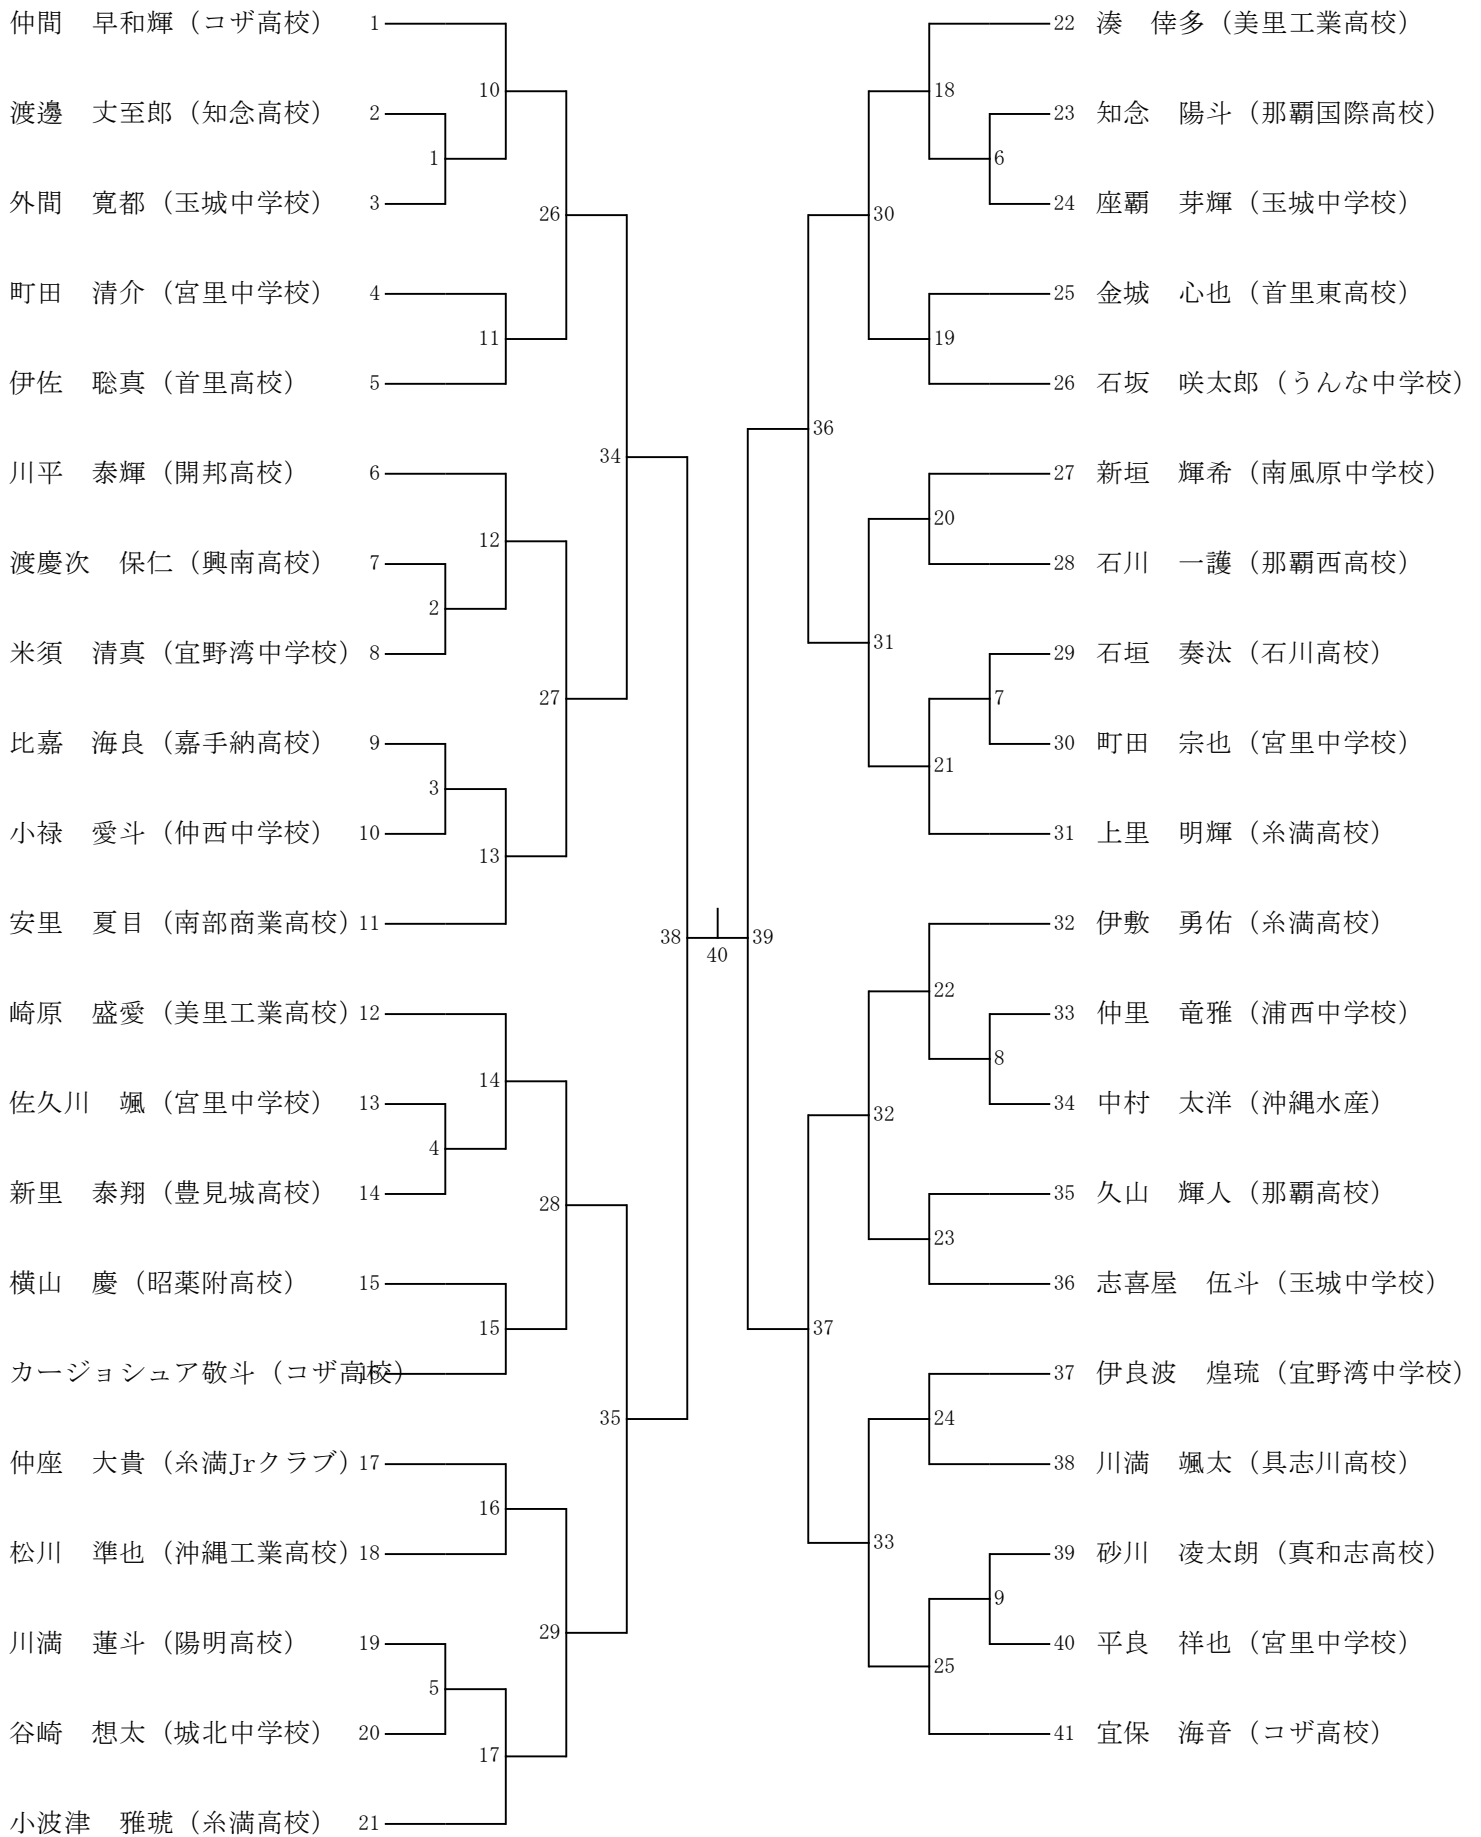 仲間　早和輝（コザ高校） 1
10
渡邊　丈至郎（知念高校） 2
1
外間　寛都（玉城中学校） 3
26
町田　清介（宮里中学校） 4
11
伊佐　聡真（首里高校） 5
34
川平　泰輝（開邦高校） 6
12
渡慶次　保仁（興南高校） 7
2
米須　清真（宜野湾中学校） 8
27
比嘉　海良（嘉手納高校） 9
3
小禄　愛斗（仲西中学校） 10
13
安里　夏目（南部商業高校） 11
38
40
崎原　盛愛（美里工業高校） 12
14
佐久川　颯（宮里中学校） 13
4
新里　泰翔（豊見城高校） 14
28
横山　慶（昭薬附高校） 15
15
カージョシュア敬斗（コザ高校） 16
35
仲座　大貴（糸満Jrクラブ） 17
16
松川　準也（沖縄工業高校） 18
29
川満　蓮斗（陽明高校） 19
5
谷崎　想太（城北中学校） 20
17
小波津　雅琥（糸満高校） 21
22 湊　倖多（美里工業高校）
18
23 知念　陽斗（那覇国際高校）
6
24 座覇　芽輝（玉城中学校）
30
25 金城　心也（首里東高校）
19
26 石坂　咲太郎（うんな中学校）
36
27 新垣　輝希（南風原中学校）
20
28 石川　一護（那覇西高校）
31
29 石垣　奏汰（石川高校）
7
30 町田　宗也（宮里中学校）
21
31 上里　明輝（糸満高校）
39
32 伊敷　勇佑（糸満高校）
22
33 仲里　竜雅（浦西中学校）
8
34 中村　太洋（沖縄水産）
32
35 久山　輝人（那覇高校）
23
36 志喜屋　伍斗（玉城中学校）
37
37 伊良波　煌琉（宜野湾中学校）
24
38 川満　颯太（具志川高校）
33
39 砂川　凌太朗（真和志高校）
9
40 平良　祥也（宮里中学校）
25
41 宜保　海音（コザ高校）